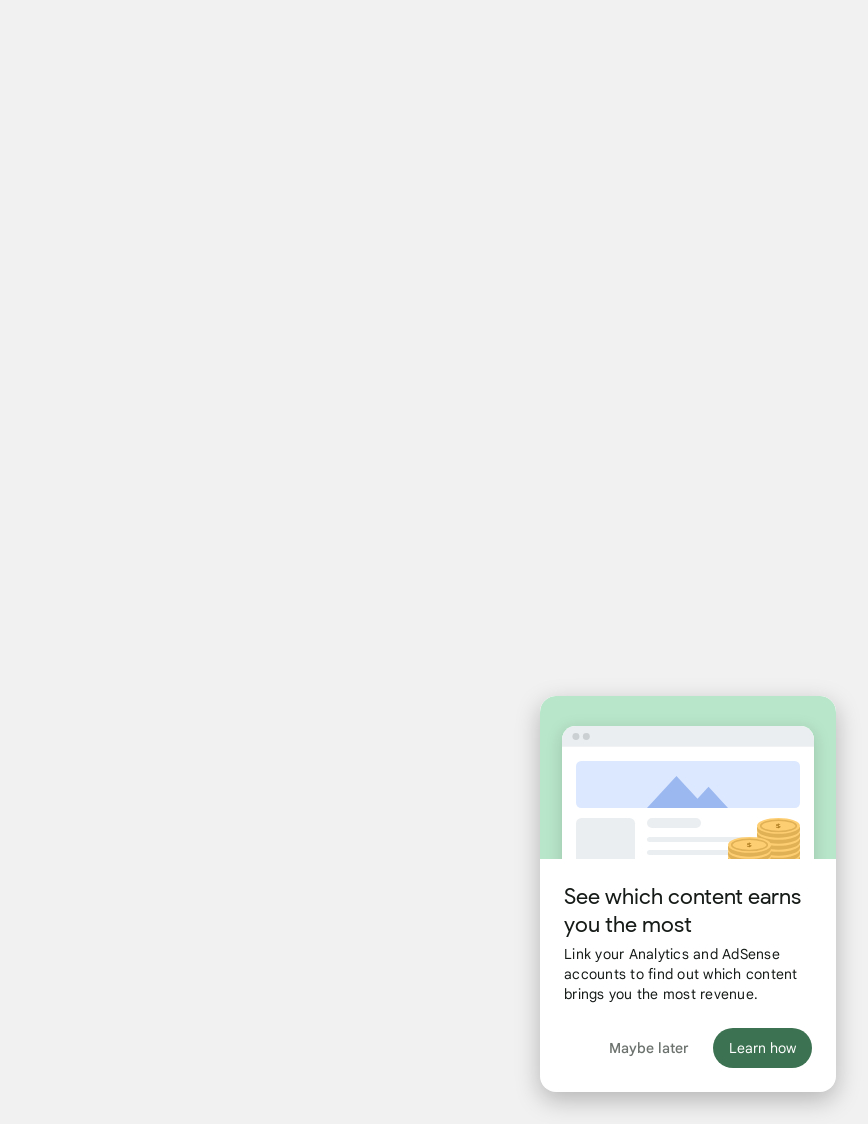 $
$
See which content earns
you the most
Link your Analytics and AdSense
accounts to find out which content
brings you the most revenue.
Maybe later
Learn how